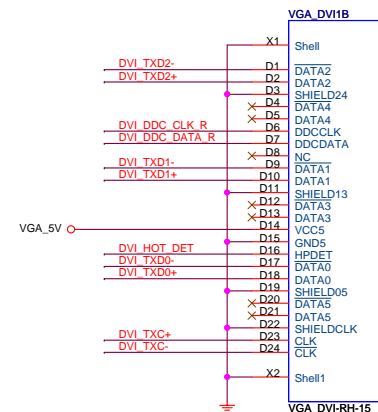 VGA_DVI1B
X1 Shell
DVI_TXD2- D1 DATA2
DVI_TXD2+ D2 DATA2
D3 SHIELD24
D4 DATA4
D5 DATA4
DVI_DDC_CLK_R D6 DDCCLK
DVI_DDC_DATA_R D7 DDCDATA
D8 NC
DVI_TXD1- D9 DATA1
DVI_TXD1+ D10 DATA1
D11 SHIELD13
D12 DATA3
D13 DATA3
VGA_5V D14 VCC5
D15 GND5
DVI_HOT_DET D16 HPDET
DVI_TXD0- D17 DATA0
DVI_TXD0+ D18 DATA0
D19 SHIELD05
D20 DATA5
D21 DATA5
D22 SHIELDCLK
DVI_TXC+ D23 CLK
DVI_TXC- D24 CLK
X2 Shell1
VGA_DVI-RH-15